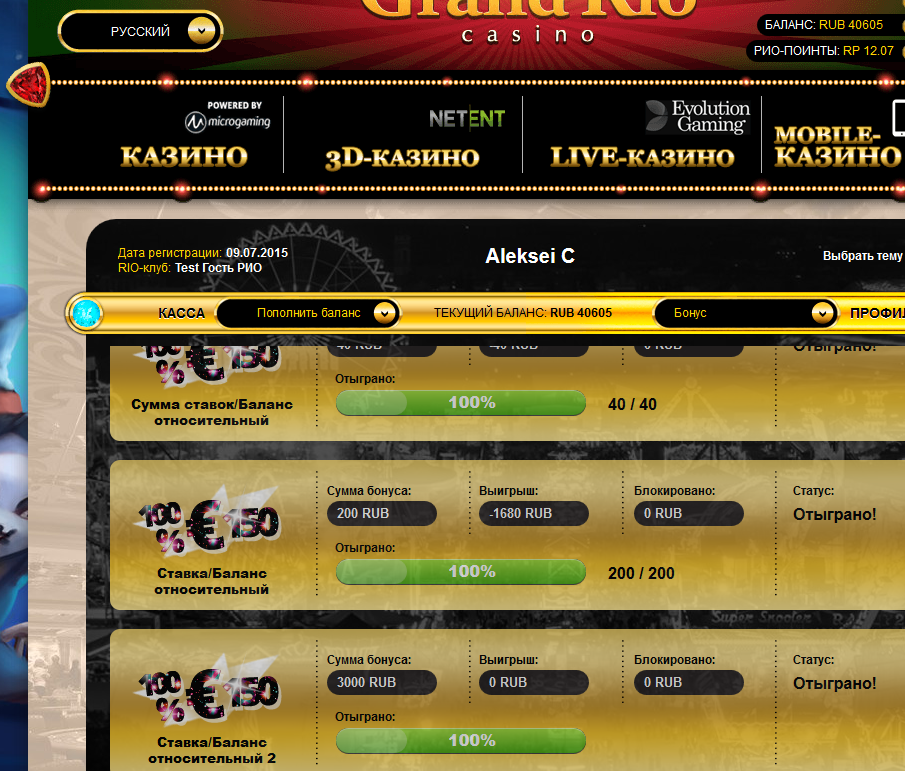 Grand Rio
casino
РУССКИЙ
БАЛАНС: RUB 40605
РИО-ПОИНТЫ: RP 12.07
POWERED BY
microgaming
КАЗИНО
NETENT
3D-КАЗИНО
Evolution
Gaming
LIVE-КАЗИНО
MOBILE-
КАЗИНО
Дата регистрации: 09.07.2015
RIO-клуб: Test Гость РИО
Aleksei C
Выбрать тему
КАССА
Пополнить баланс
ТЕКУЩИЙ БАЛАНС: RUB 40605
Бонус
100 % € 150
40 RUB
-40 RUB
0 RUB
Отыграно!
Отыграно:
100%
40 / 40
Сумма ставок/Баланс
относительный
100 % € 150
Ставка/Баланс
относительный
Сумма бонуса:
200 RUB
Выигрыш:
-1680 RUB
Блокировано:
0 RUB
Статус:
Отыграно!
Отыграно:
100%
200 / 200
Super Snooker
100 % € 150
Ставка/Баланс
относительный 2
Сумма бонуса:
3000 RUB
Выигрыш:
0 RUB
Блокировано:
0 RUB
Статус:
Отыграно!
Отыграно:
100%